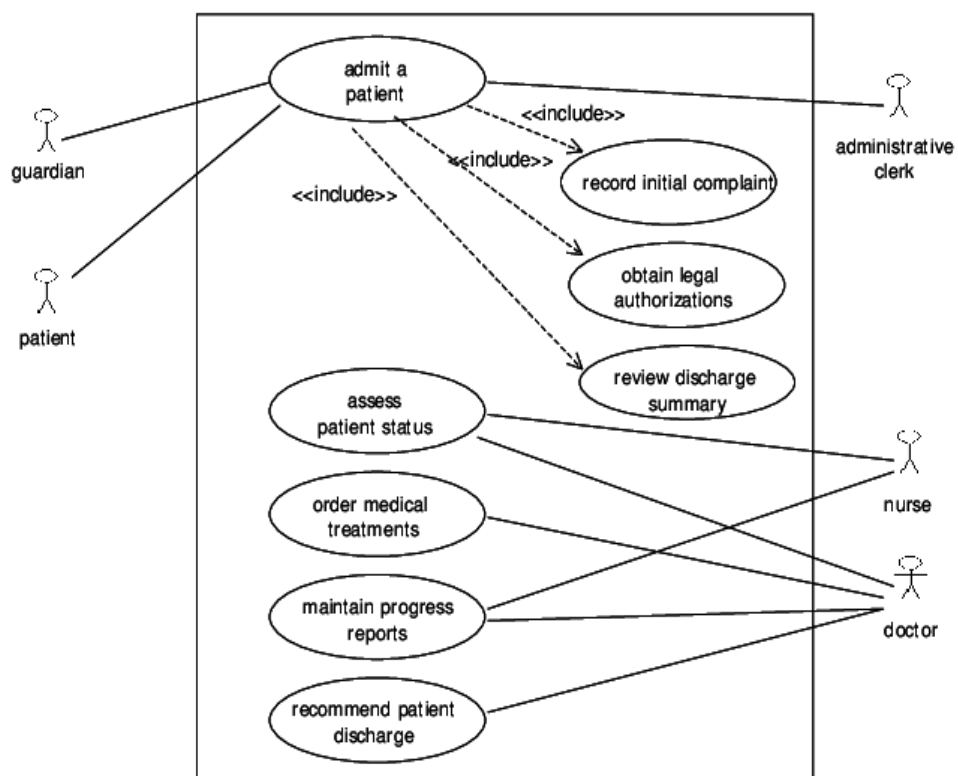 admit a
patient
<<include>>
<<include>>
<<include>>
guardian
administrative
clerk
record initial complaint
obtain legal
authorizations
patient
review discharge
summary
assess
patient status
order medical
treatments
nurse
maintain progress
reports
doctor
recommend patient
discharge